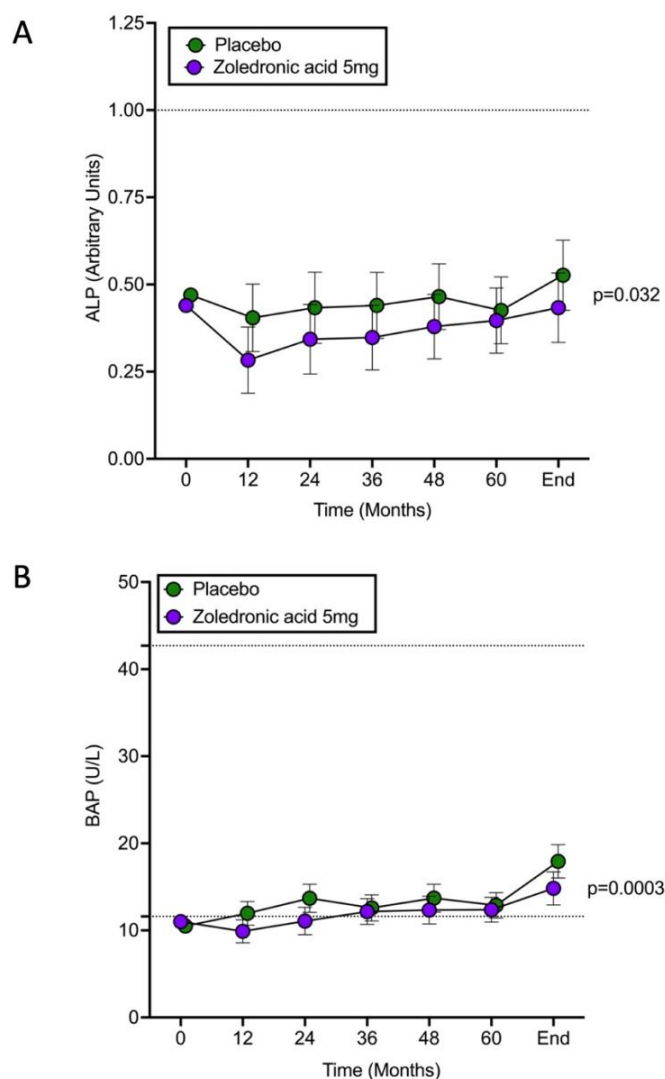 A
Placebo
Zoledronic acid 5mg
1.25
1.00
0.75
0.50
0.25
0.00
ALP (Arbitrary Units)
p=0.032
0 12 24 36 48 60 End
Time (Months)
B
Placebo
Zoledronic acid 5mg
50
40
30
20
10
0
BAP (U/L)
p=0.0003
0 12 24 36 48 60 End
Time (Months)